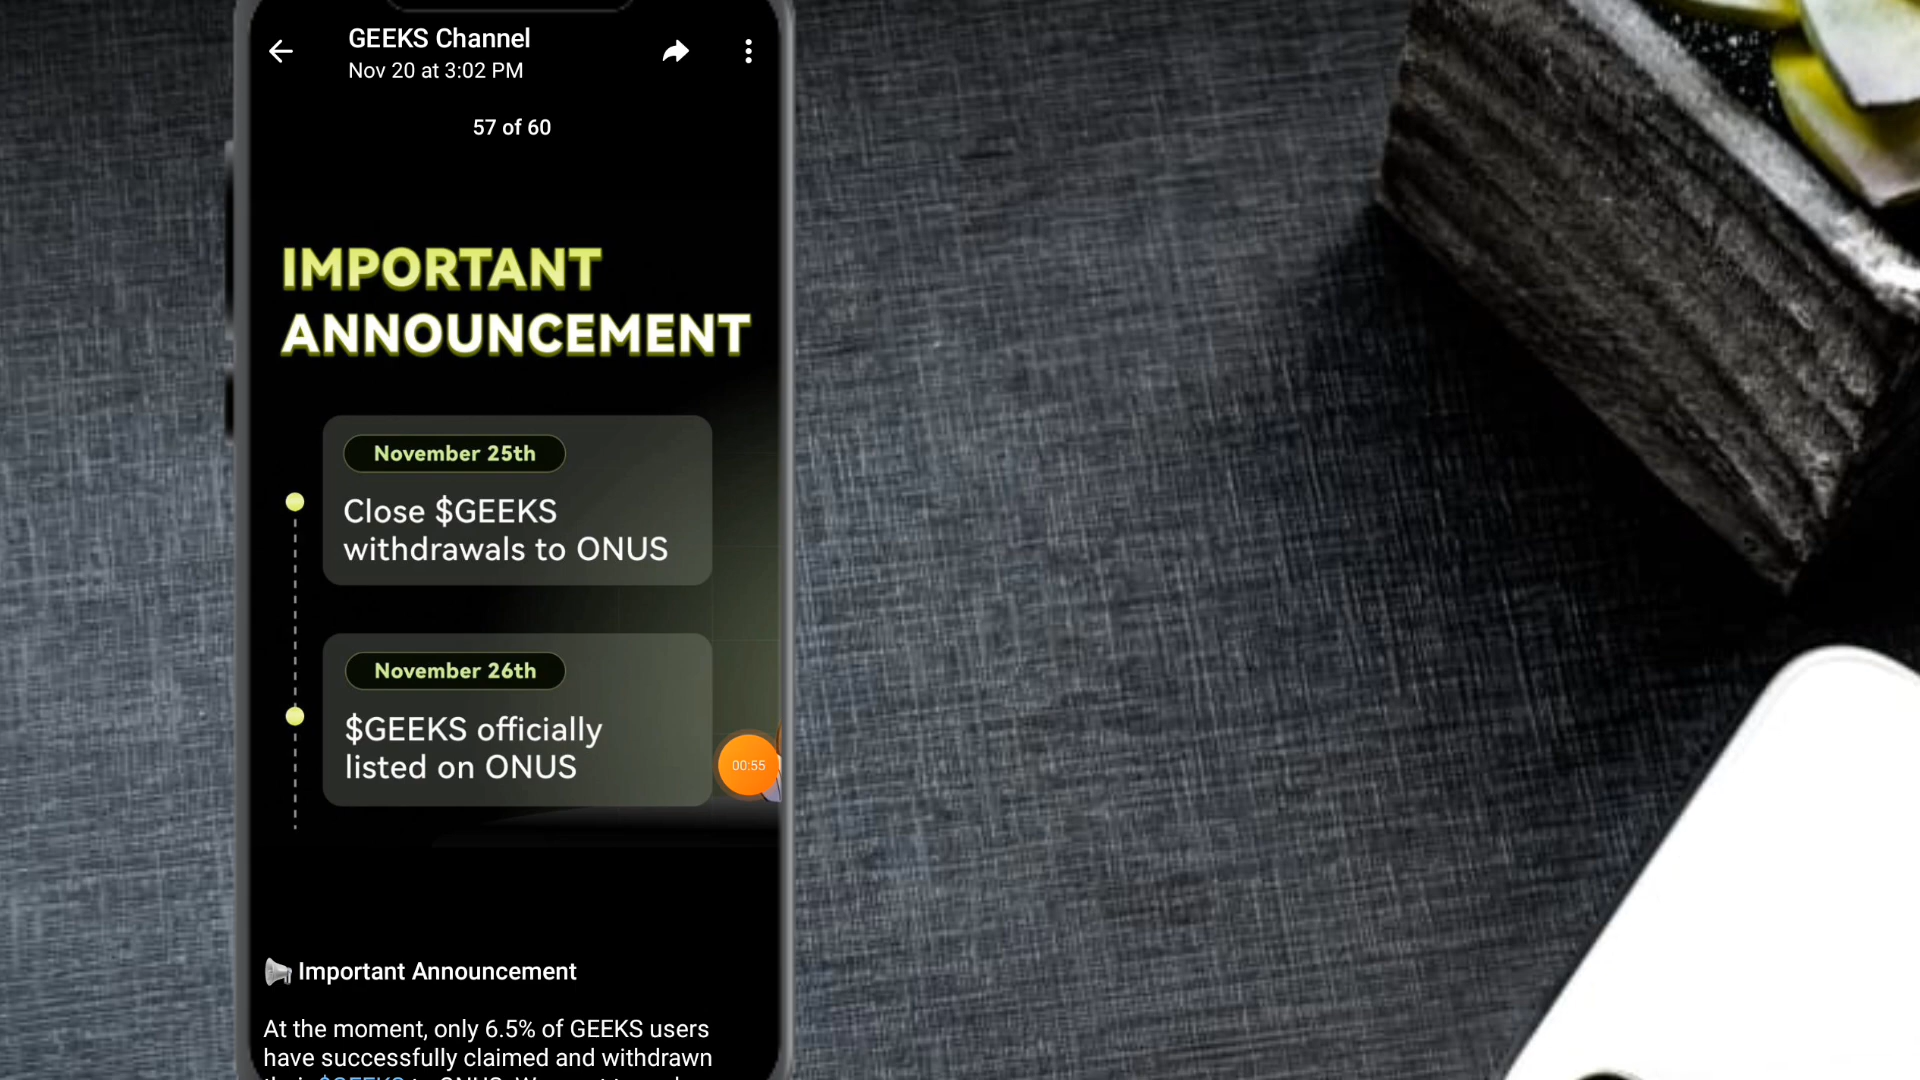 GEEKS Channel
Nov 20 at 3:02 PM
57 of 60
IMPORTANT
ANNOUNCEMENT
November 25th
Close $GEEKS
withdrawals to ONUS
November 26th
$GEEKS officially
listed on ONUS
00:55
Important Announcement
At the moment, only 6.5% of GEEKS users
have successfully claimed and withdrawn